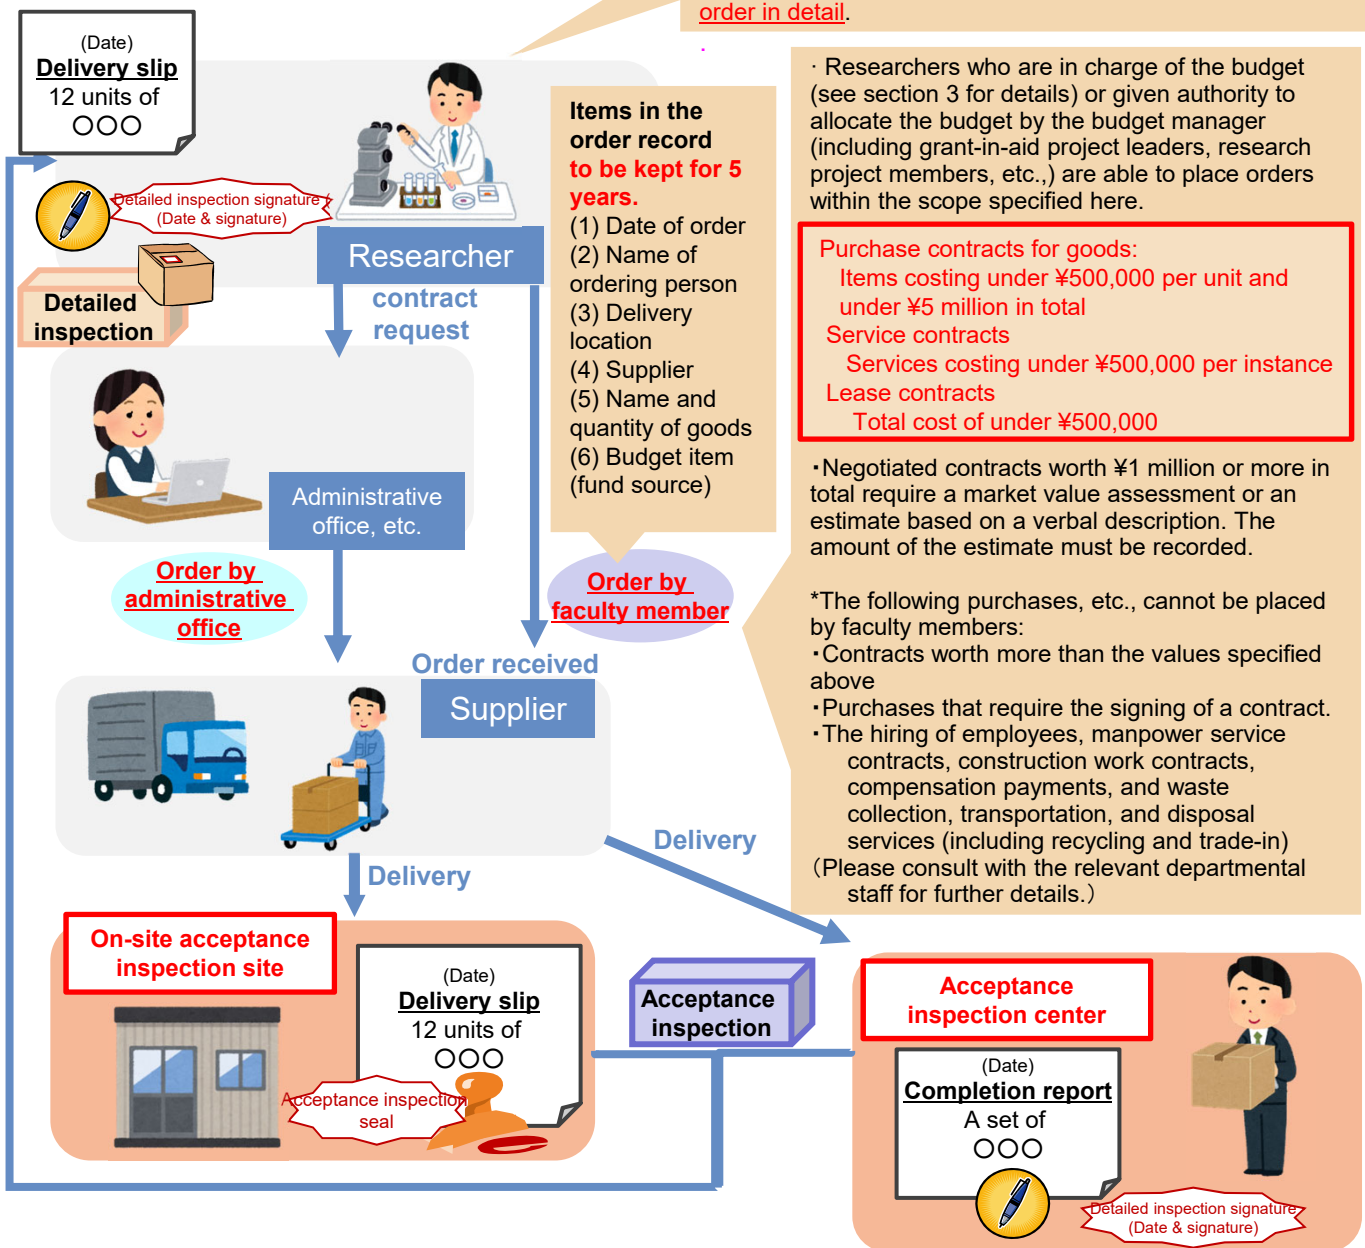 order in detail.
(Date)
Delivery slip
12 units of
○○○
Detailed inspection signature (
(Date & signature)
Detailed
inspection
Researcher
contract
request
Items in the
order record
to be kept for 5
years.
(1) Date of order
(2) Name of
ordering person
(3) Delivery
location
(4) Supplier
(5) Name and
quantity of goods
(6) Budget item
(fund source)
· Researchers who are in charge of the budget
(see section 3 for details) or given authority to
allocate the budget by the budget manager
(including grant-in-aid project leaders, research
project members, etc.,) are able to place orders
within the scope specified here.
Purchase contracts for goods:
Items costing under ¥500,000 per unit and
under ¥5 million in total
Service contracts
Services costing under ¥500,000 per instance
Lease contracts
Total cost of under ¥500,000
・Negotiated contracts worth ¥1 million or more in
total require a market value assessment or an
estimate based on a verbal description. The
amount of the estimate must be recorded.
*The following purchases, etc., cannot be placed
by faculty members:
・Contracts worth more than the values specified
above
・Purchases that require the signing of a contract.
・The hiring of employees, manpower service
contracts, construction work contracts,
compensation payments, and waste
collection, transportation, and disposal
services (including recycling and trade-in)
（Please consult with the relevant departmental
staff for further details.）
Administrative
office, etc.
Order by
administrative
office
Order by
faculty member
Order received
Supplier
Delivery
Delivery
On-site acceptance
inspection site
(Date)
Delivery slip
12 units of
○○○
Acceptance inspection
seal
Acceptance
inspection
Acceptance
inspection center
(Date)
Completion report
A set of
○○○
Detailed inspection signature
(Date & signature)